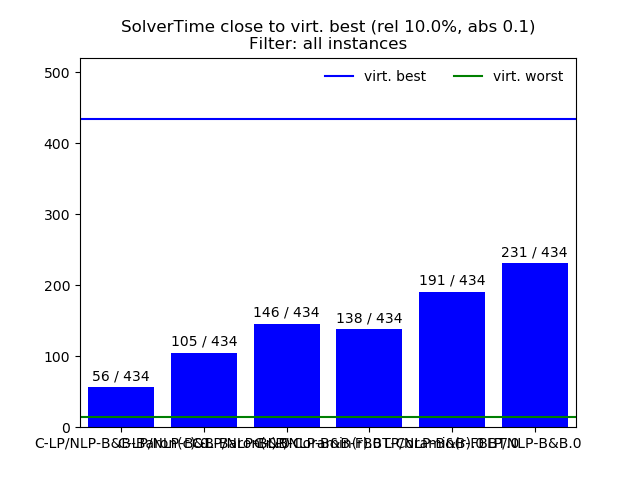 SolverTime close to virt. best (rel 10.0%, abs 0.1)
Filter: all instances
virt. best
virt. worst
500
400
300
200
100
0
56 / 434
105 / 434
146 / 434
138 / 434
191 / 434
231 / 434
C-LP/NLP-B&B-
NLP-B&B.0